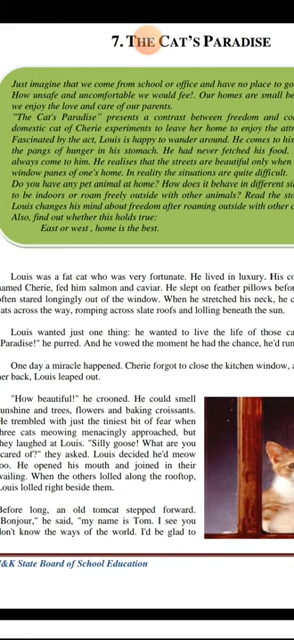 7. THE CAT'S PARADISE
Just imagine that we come from school or office and have no place to go
How unsafe and uncomfortable we would fee!. Our homes are small be
we enjoy the love and care of our parents.
"The Cat's Paradise" presents a contrast between freedom and co
domestic cat of Cherie experiments to leave her home to enjoy the attr
Fascinated by the act, Louis is happy to wander around. He comes to his
the pangs of hunger in his stomach. He had never fetched his food.
always come to him. He realises that the streets are beautiful only when
window panes of one's home. In reality the situations are quite difficult.
Do you have any pet animal at home? How does it behave in different si
to be indoors or roam freely outside with other animals? Read the sto
Louis changes his mind about freedom after roaming outside with other c
Also, find out whether this holds true:
East or west , home is the best.
Louis was a fat cat who was very fortunate. He lived in luxury. His co
named Cherie, fed him salmon and caviar. He slept on feather pillows befor
often stared longingly out of the window. When he stretched his neck, he c
cats across the way, romping across slate roofs and lolling beneath the sun.
Louis wanted just one thing: he wanted to live the life of those ca
"Paradise!" he purred. And he vowed the moment he had the chance, he'd run
One day a miracle happened. Cherie forgot to close the kitchen window, a
her back, Louis leaped out.
"How beautiful!" he crooned. He could smell
sunshine and trees, flowers and baking croissants.
He trembled with just the tiniest bit of fear when
three cats meowing menacingly approached, but
they laughed at Louis. "Silly goose! What are you
scared of?" they asked. Louis decided he'd meow
too. He opened his mouth and joined in their
wailing. When the others lolled along the rooftop,
Louis lolled right beside them.
Before long, an old tomcat stepped forward.
"Bonjour," he said, "my name is Tom. I see you
don't know the ways of the world. I'd be glad to
J&K State Board of School Education